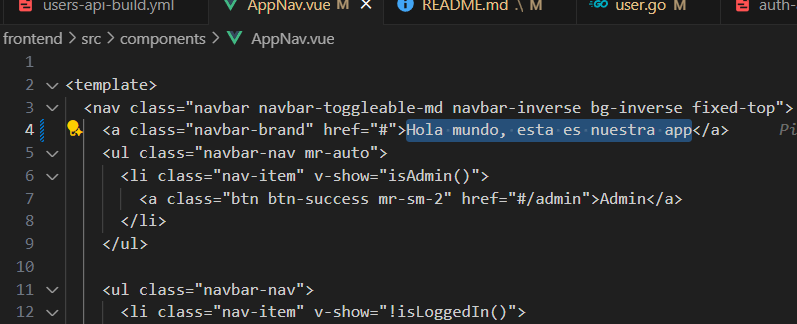 users-api-build.yml AppNav.vue M × README.md .\ M user.go M auth-
frontend > src > components > AppNav.vue
1
2 <template>
3 <nav class="navbar navbar-toggleable-md navbar-inverse bg-inverse fixed-top">
4 <a class="navbar-brand" href="#">Hola mundo, esta es nuestra app</a>
5 <ul class="navbar-nav mr-auto">
6 <li class="nav-item" v-show="isAdmin()">
7 <a class="btn btn-success mr-sm-2" href="#/admin">Admin</a>
8 </li>
9 </ul>
10
11 <ul class="navbar-nav">
12 <li class="nav-item" v-show="!isLoggedIn()">